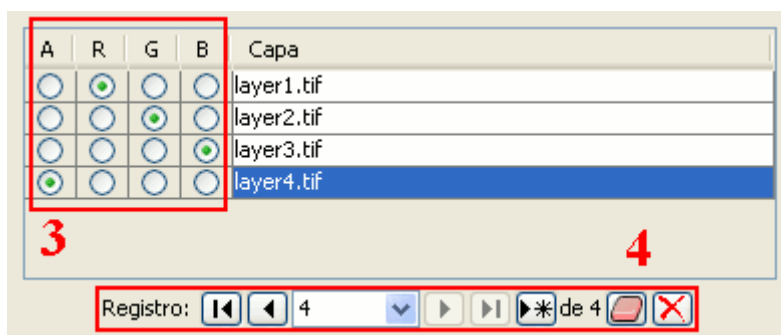 A R G B Capa
layer1.tif
layer2.tif
layer3.tif
layer4.tif
3
4
Registro: 4 de 4